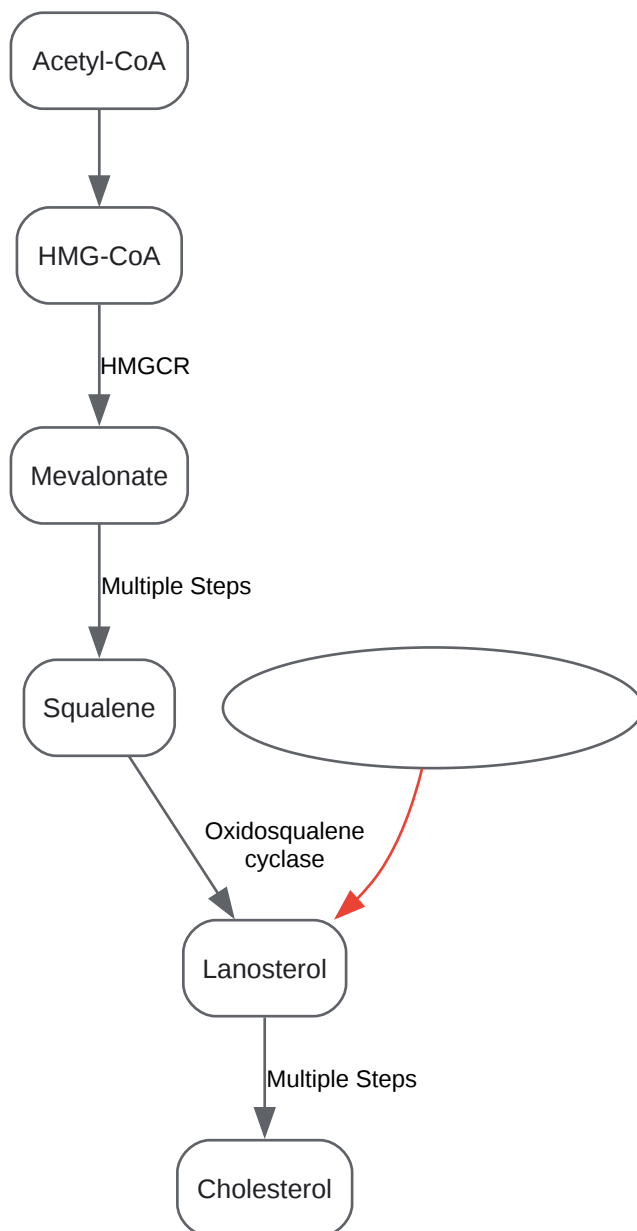 Acetyl-CoA
HMG-CoA
HMGCR
Mevalonate
Multiple Steps
Squalene
Oxidosqualene
cyclase
Lanosterol
Multiple Steps
Cholesterol